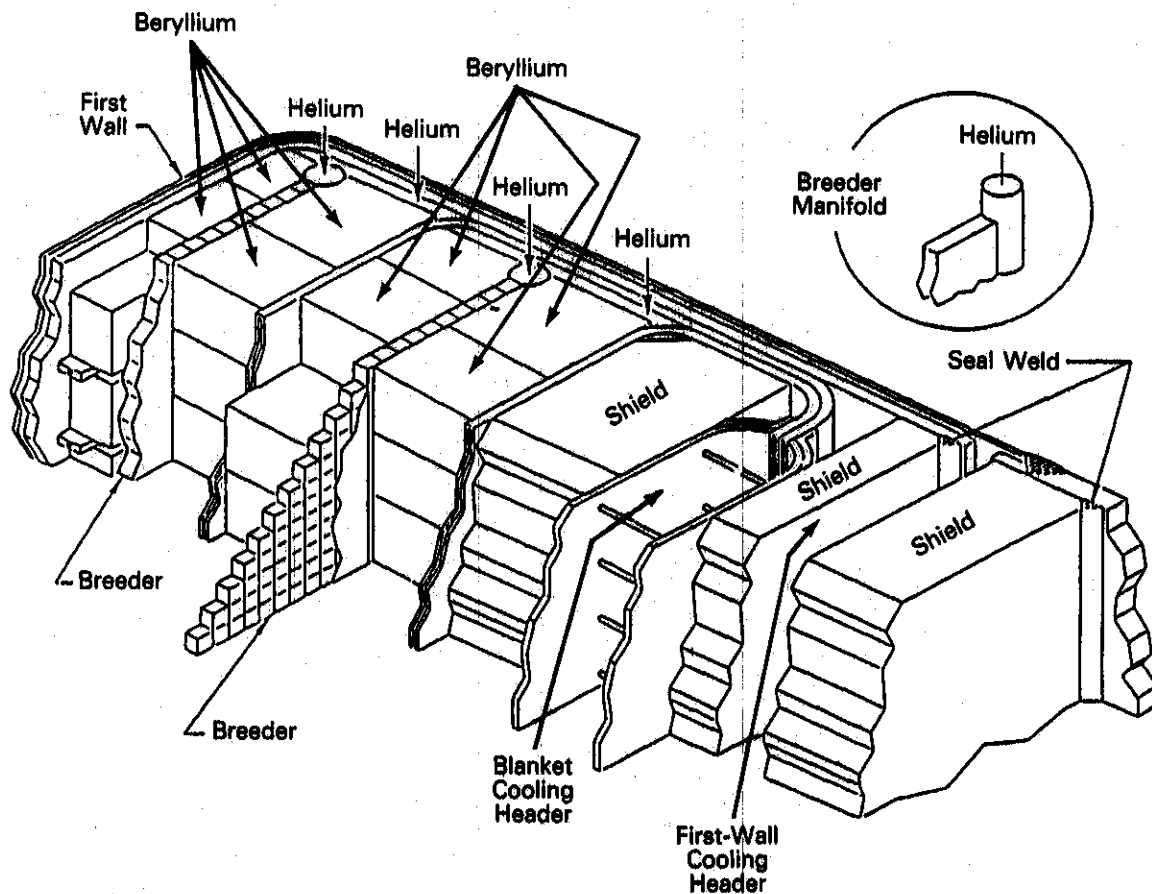 Beryllium
Beryllium
First
Wall
Helium
Helium
Helium
Helium
Helium
Breeder
Manifold
Seal Weld
Shield
Shield
Shield
Breeder
Breeder
Blanket
Cooling
Header
First-Wall
Cooling
Header